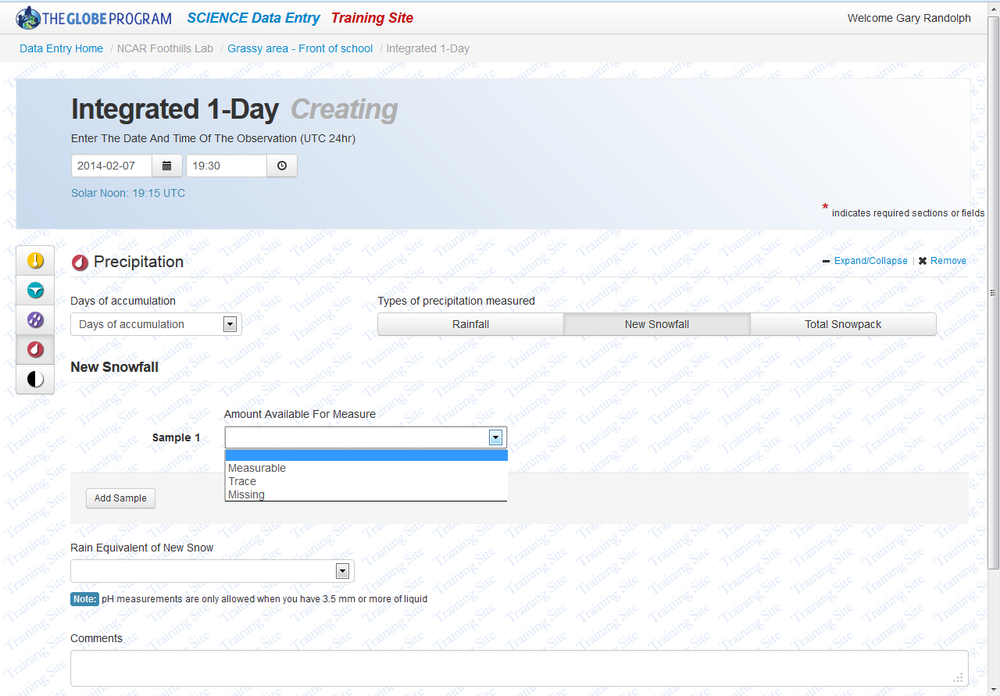 THE GLOBE PROGRAM SCIENCE Data Entry Training Site Welcome Gary Randolph
Data Entry Home / NCAR Foothills Lab / Grassy area - Front of school / Integrated 1-Day
Integrated 1-Day Creating
Enter The Date And Time Of The Observation (UTC 24hr)
2014-02-07 19:30
Solar Noon: 19:15 UTC
* indicates required sections or fields
Precipitation Expand/Collapse | Remove
Days of accumulation Types of precipitation measured
Days of accumulation Rainfall New Snowfall Total Snowpack
New Snowfall
Amount Available For Measure
Sample 1
Measurable
Trace
Missing
Add Sample
Rain Equivalent of New Snow
Note: pH measurements are only allowed when you have 3.5 mm or more of liquid
Comments